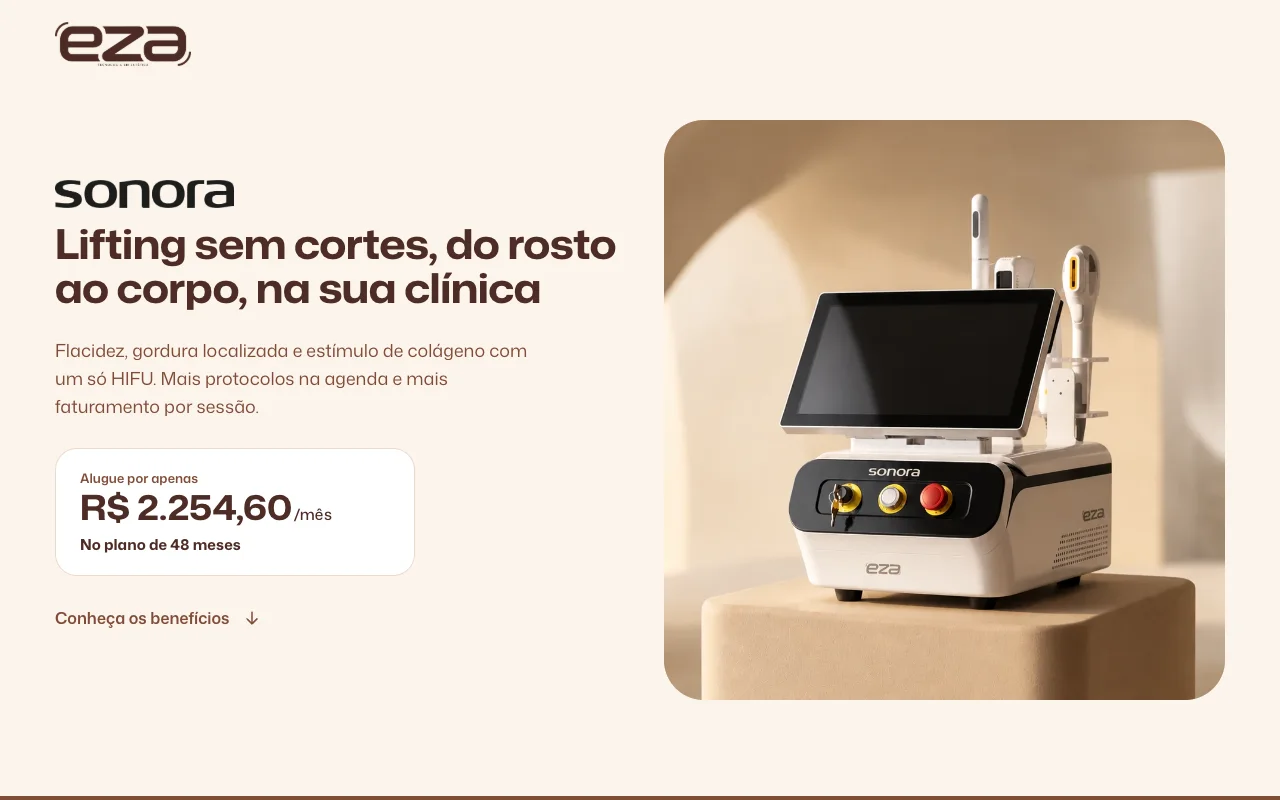 eza
sonora
Lifting sem cortes, do rosto
ao corpo, na sua clínica
Flacidez, gordura localizada e estímulo de colágeno com
um só HIFU. Mais protocolos na agenda e mais
faturamento por sessão.
Alugue por apenas
R$ 2.254,60/mês
No plano de 48 meses
Conheça os benefícios ↓
sonora
eza
eza